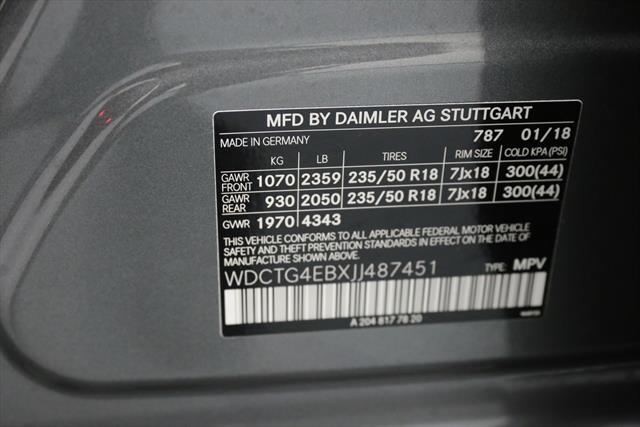 MFD BY DAIMLER AG STUTTGART
MADE IN GERMANY 787 01/18
KG LB TIRES RIM SIZE COLD KPA(PSI)
GAWR FRONT 1070 2359 235/50 R18 7Jx18 300(44)
GAWR REAR 930 2050 235/50 R18 7Jx18 300(44)
GVWR 1970 4343
THIS VEHICLE CONFORMS TO ALL APPLICABLE FEDERAL MOTOR VEHICLE
SAFETY AND THEFT PREVENTION STANDARDS IN EFFECT ON THE DATE OF
MANUFACTURE SHOWN ABOVE.
WDCTG4EBXJJ487451 TYPE: MPV
A 204 817 78 20